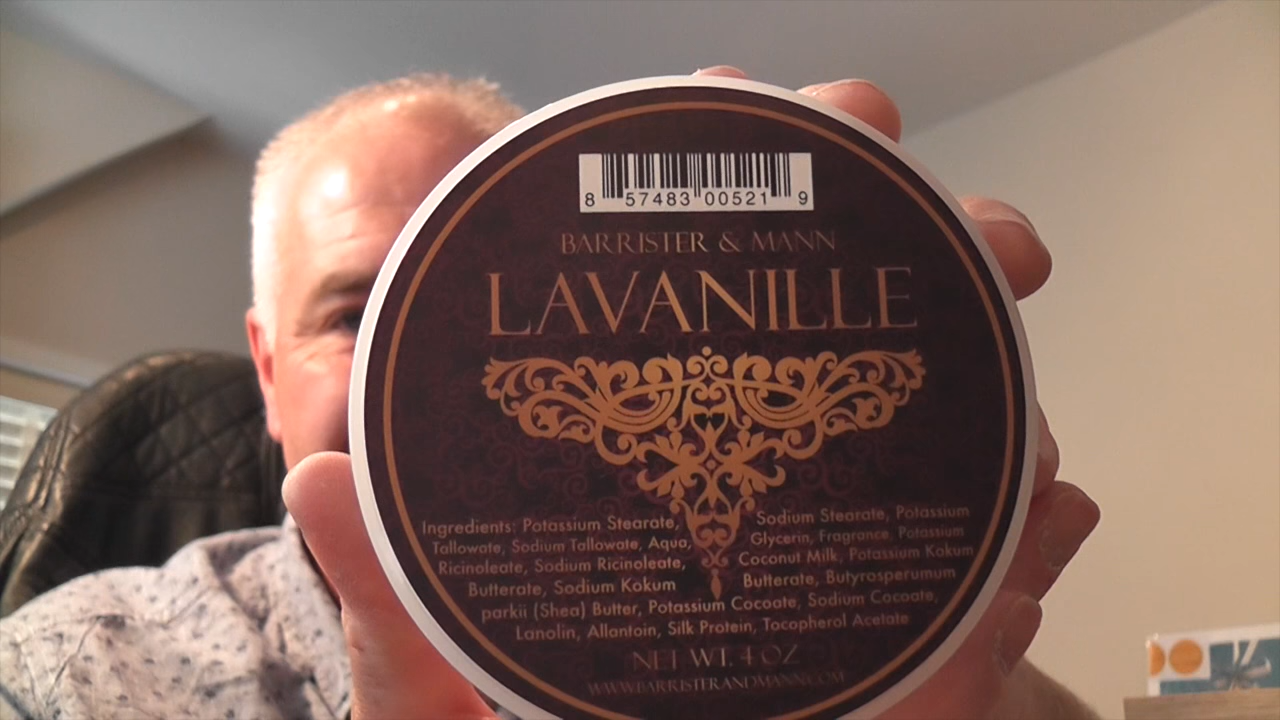 8 57483 00521 9
BARRISTER & MANN
LAVANILLE
Ingredients: Potassium Stearate, Sodium Stearate, Potassium
Tallowate, Sodium Tallowate, Aqua, Glycerin, Fragrance, Potassium
Ricinoleate, Sodium Ricinoleate, Coconut Milk, Potassium Kokum
Butterate, Sodium Kokum Butterate, Butyrosperumum
parkii (Shea) Butter, Potassium Cocoate, Sodium Cocoate,
Lanolin, Allantoin, Silk Protein, Tocopherol Acetate
NET WT. 4 OZ
WWW.BARRISTERANDMANN.COM